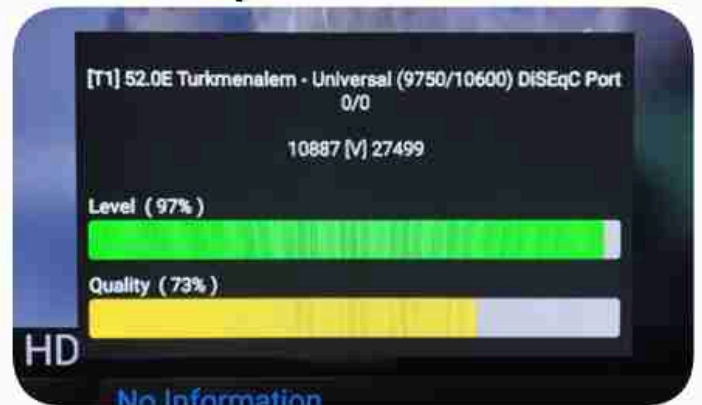 [T1] 52.0E Turkmenalem - Universal (9750/10600) DiSEqC Port
0/0
10887 [V] 27499
Level ( 97% )
Quality ( 73% )
HD
No Information